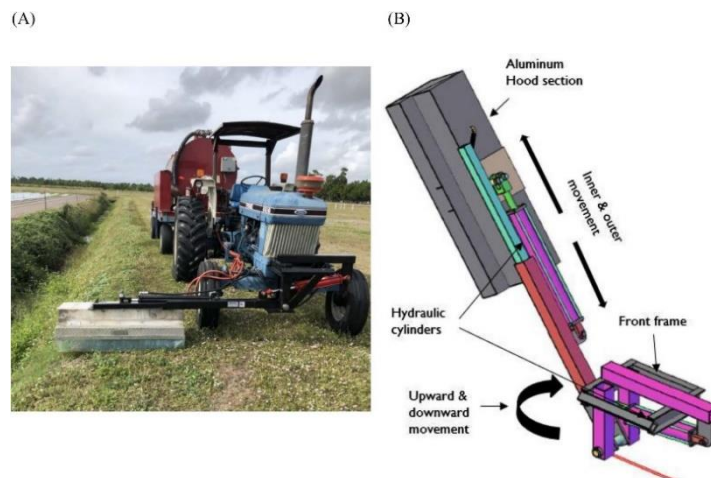 (A)
(B)
Aluminum
Hood section
Inner & outer
movement
Hydraulic
cylinders
Front frame
Upward &
downward
movement